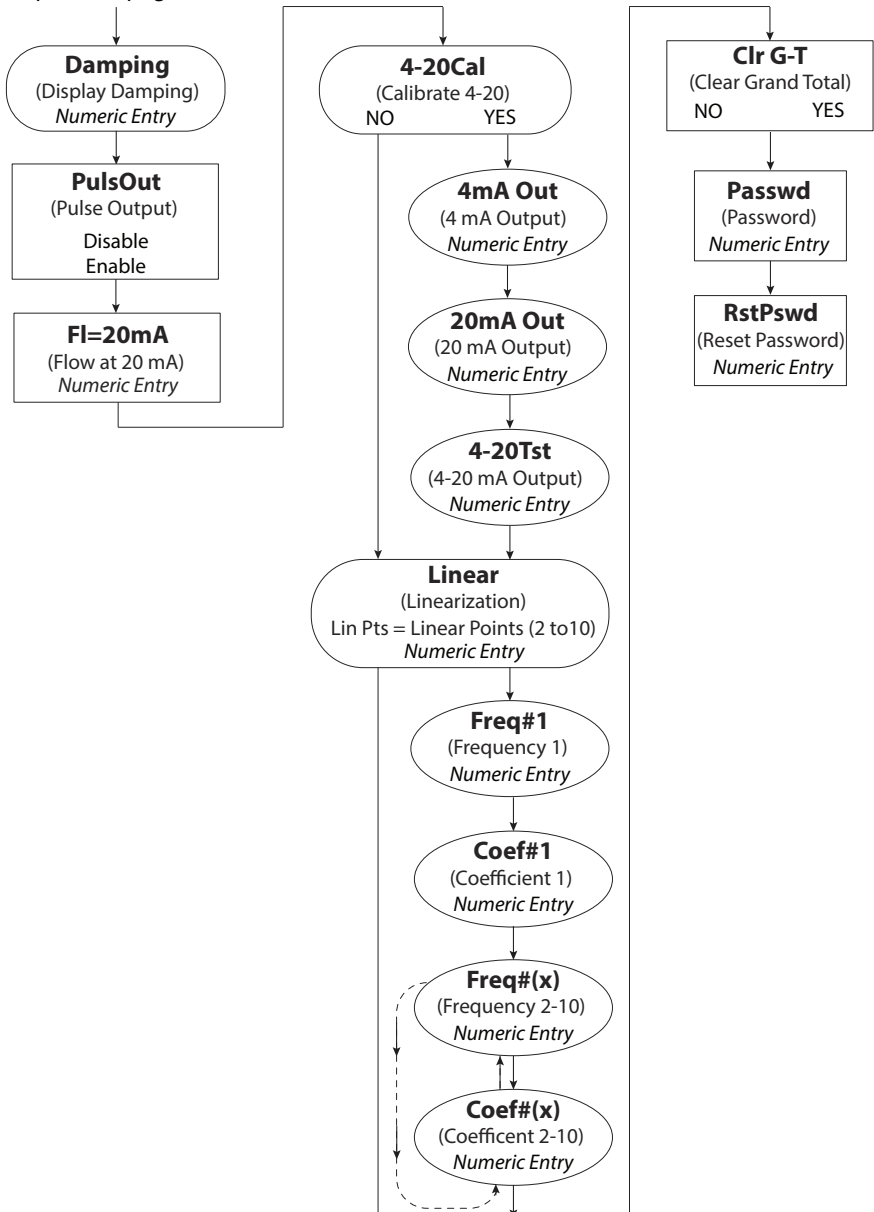 Damping
(Display Damping)
Numeric Entry
PulsOut
(Pulse Output)
Disable
Enable
Fl=20mA
(Flow at 20 mA)
Numeric Entry
4-20Cal
(Calibrate 4-20)
NO YES
4mA Out
(4 mA Output)
Numeric Entry
20mA Out
(20 mA Output)
Numeric Entry
4-20Tst
(4-20 mA Output)
Numeric Entry
Linear
(Linearization)
Lin Pts = Linear Points (2 to10)
Numeric Entry
Freq#1
(Frequency 1)
Numeric Entry
Coef#1
(Coefficient 1)
Numeric Entry
Freq#(x)
(Frequency 2-10)
Numeric Entry
Coef#(x)
(Coefficent 2-10)
Numeric Entry
Clr G-T
(Clear Grand Total)
NO YES
Passwd
(Password)
Numeric Entry
RstPswd
(Reset Password)
Numeric Entry